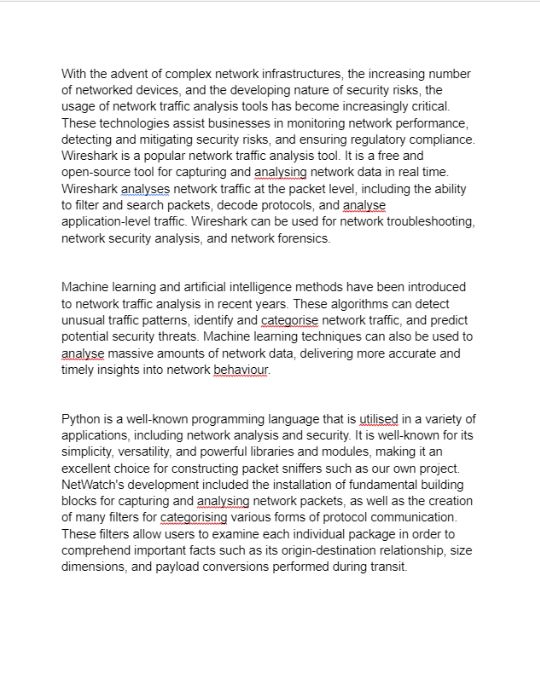 With the advent of complex network infrastructures, the increasing number
of networked devices, and the developing nature of security risks, the
usage of network traffic analysis tools has become increasingly critical.
These technologies assist businesses in monitoring network performance,
detecting and mitigating security risks, and ensuring regulatory compliance.
Wireshark is a popular network traffic analysis tool. It is a free and
open-source tool for capturing and analysing network data in real time.
Wireshark analyses network traffic at the packet level, including the ability
to filter and search packets, decode protocols, and analyse
application-level traffic. Wireshark can be used for network troubleshooting,
network security analysis, and network forensics.
Machine learning and artificial intelligence methods have been introduced
to network traffic analysis in recent years. These algorithms can detect
unusual traffic patterns, identify and categorise network traffic, and predict
potential security threats. Machine learning techniques can also be used to
analyse massive amounts of network data, delivering more accurate and
timely insights into network behaviour.
Python is a well-known programming language that is utilised in a variety of
applications, including network analysis and security. It is well-known for its
simplicity, versatility, and powerful libraries and modules, making it an
excellent choice for constructing packet sniffers such as our own project.
NetWatch's development included the installation of fundamental building
blocks for capturing and analysing network packets, as well as the creation
of many filters for categorising various forms of protocol communication.
These filters allow users to examine each individual package in order to
comprehend important facts such as its origin-destination relationship, size
dimensions, and payload conversions performed during transit.